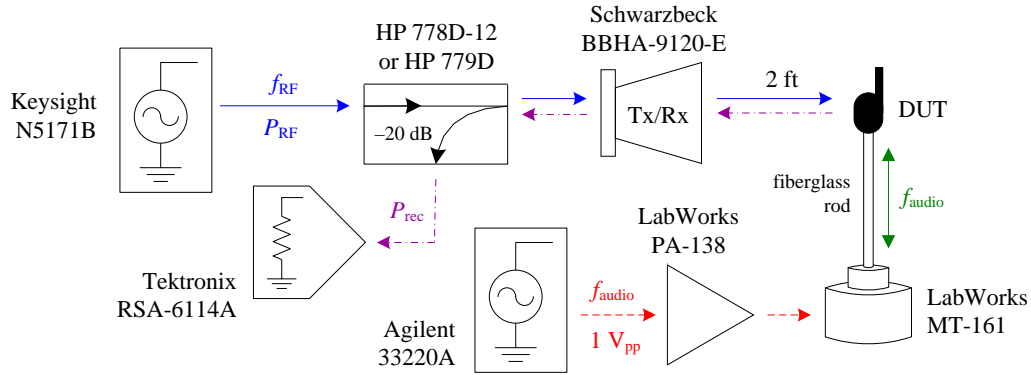 Keysight
N5171B
f_RF
P_RF
HP 778D-12
or HP 779D
–20 dB
Schwarzbeck
BBHA-9120-E
Tx/Rx
2 ft
DUT
fiberglass
rod
f_audio
P_rec
Tektronix
RSA-6114A
Agilent
33220A
f_audio
1 V_pp
LabWorks
PA-138
LabWorks
MT-161